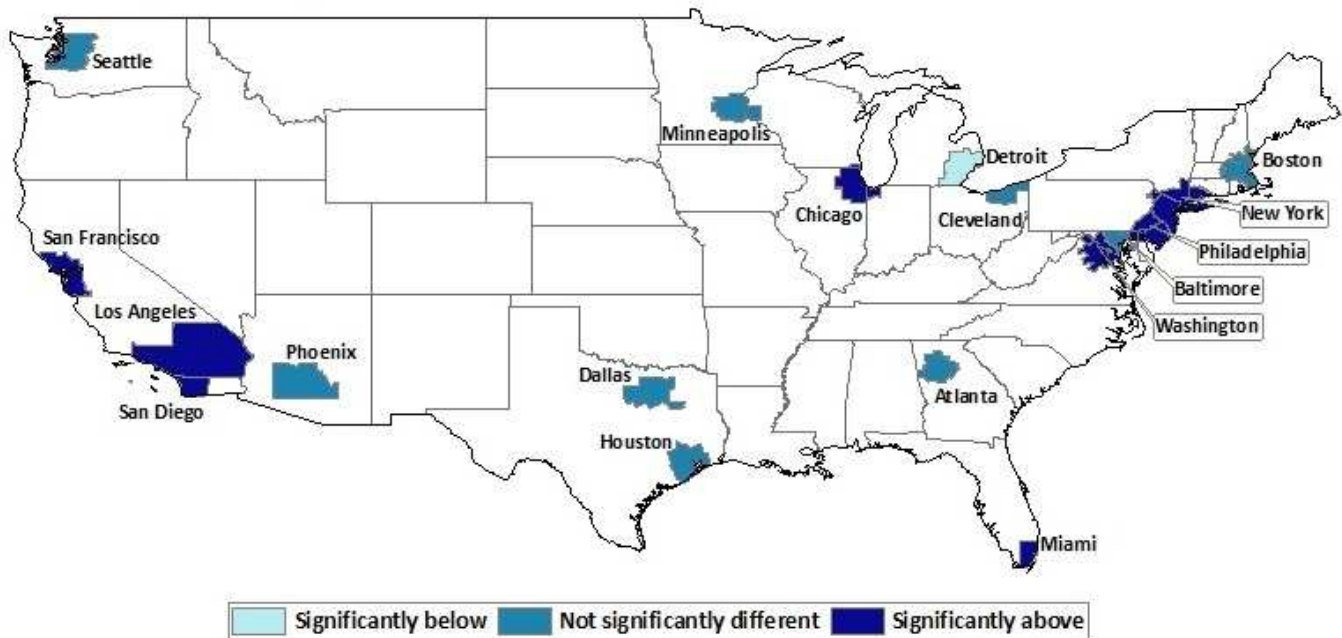 Seattle
Minneapolis
Detroit
Boston
Chicago
Cleveland
New York
San Francisco
Philadelphia
Baltimore
Los Angeles
Washington
Phoenix
Dallas
Atlanta
San Diego
Houston
Miami
Significantly below
Not significantly different
Significantly above